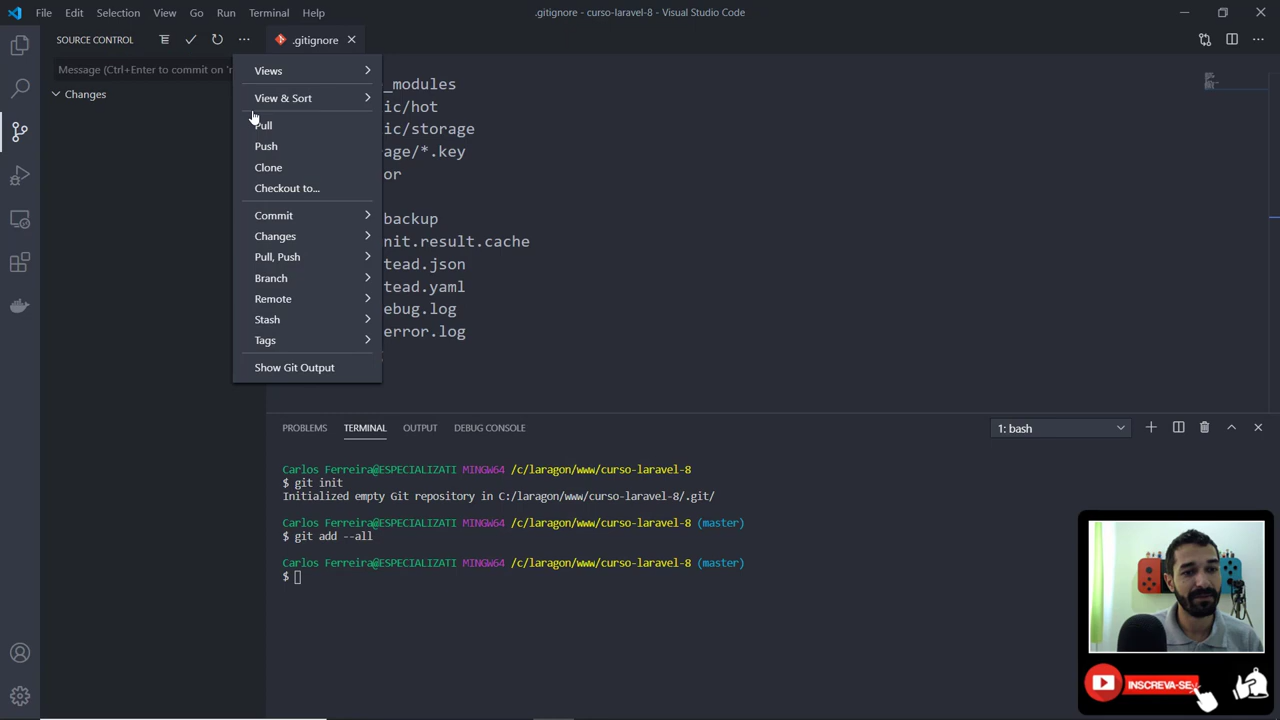 File Edit Selection View Go Run Terminal Help
.gitignore - curso-laravel-8 - Visual Studio Code
SOURCE CONTROL
.gitignore
Message (Ctrl+Enter to commit on 'm
Changes
Views
View & Sort
Pull
Push
Clone
Checkout to...
Commit
Changes
Pull, Push
Branch
Remote
Stash
Tags
Show Git Output
_modules
ic/hot
ic/storage
age/*.key
or
backup
nit.result.cache
tead.json
tead.yaml
ebug.log
error.log
PROBLEMS TERMINAL OUTPUT DEBUG CONSOLE
1: bash
Carlos Ferreira@ESPECIALIZATI MINGW64 /c/laragon/www/curso-laravel-8
$ git init
Initialized empty Git repository in C:/laragon/www/curso-laravel-8/.git/
Carlos Ferreira@ESPECIALIZATI MINGW64 /c/laragon/www/curso-laravel-8 (master)
$ git add --all
Carlos Ferreira@ESPECIALIZATI MINGW64 /c/laragon/www/curso-laravel-8 (master)
$
INSCREVA-SE